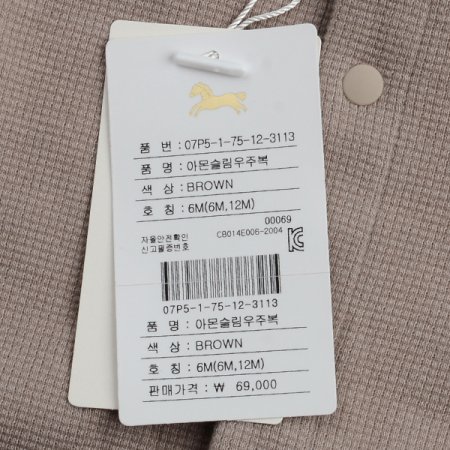 품 번 : 07P5-1-75-12-3113
품 명 : 아몬슬림우주복
색 상 : BROWN
호 칭 : 6M(6M,12M)
00069
자율안전확인
신고필증번호
CB014E006-2004
07P5-1-75-12-3113
품 명 : 아몬슬림우주복
색 상 : BROWN
호 칭 : 6M(6M,12M)
판매가격 : ₩ 69,000